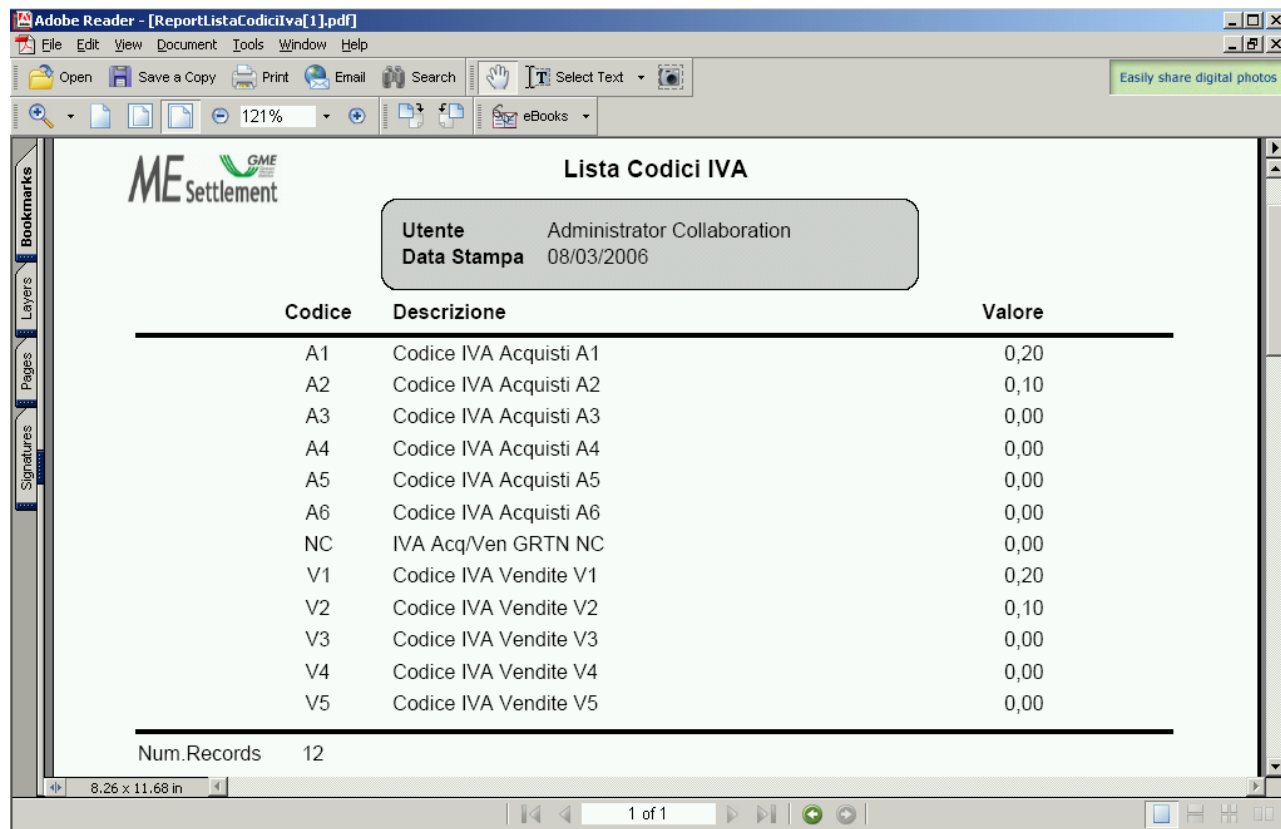 Adobe Reader - [ReportListaCodiciIva[1].pdf]
File Edit View Document Tools Window Help
Open Save a Copy Print Email Search Select Text
Easily share digital photos
121% eBooks
Bookmarks
Layers
Pages
Signatures
ME Settlement GME
Lista Codici IVA
Utente Administrator Collaboration
Data Stampa 08/03/2006
Codice Descrizione Valore
A1 Codice IVA Acquisti A1 0,20
A2 Codice IVA Acquisti A2 0,10
A3 Codice IVA Acquisti A3 0,00
A4 Codice IVA Acquisti A4 0,00
A5 Codice IVA Acquisti A5 0,00
A6 Codice IVA Acquisti A6 0,00
NC IVA Acq/Ven GRTN NC 0,00
V1 Codice IVA Vendite V1 0,20
V2 Codice IVA Vendite V2 0,10
V3 Codice IVA Vendite V3 0,00
V4 Codice IVA Vendite V4 0,00
V5 Codice IVA Vendite V5 0,00
Num.Records 12
8.26 x 11.68 in
1 of 1